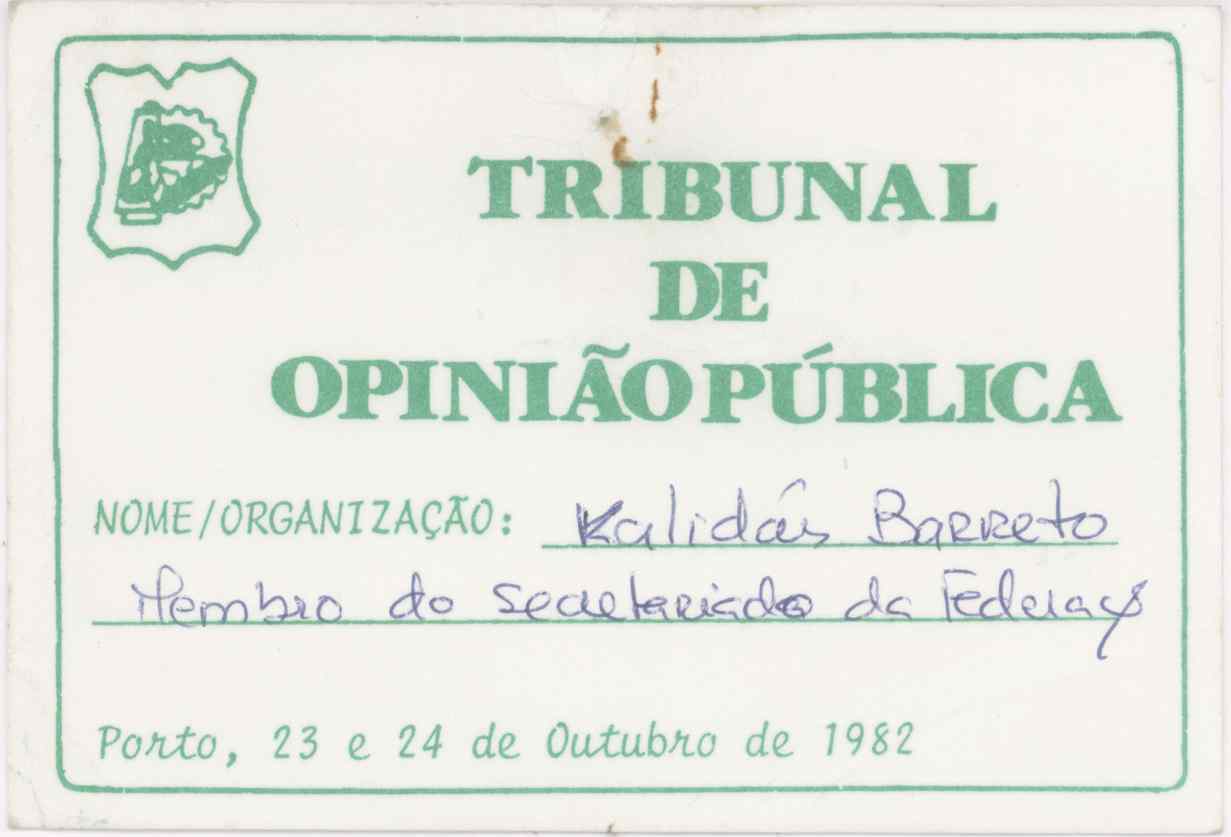 TRIBUNAL
DE
OPINIÃO PÚBLICA
NOME/ORGANIZAÇÃO: Kalidás Barreto
Membro do Secretariado da Federação
Porto, 23 e 24 de Outubro de 1982